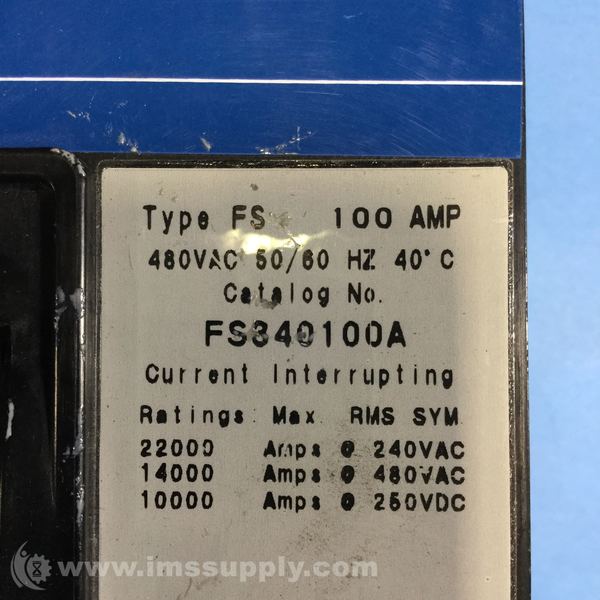 Type FS 100 AMP
480VAC 50/60 HZ 40°C
Catalog No.
FS340100A
Current Interrupting
Ratings Max RMS SYM
22000 Amps @ 240VAC
14000 Amps @ 480VAC
10000 Amps @ 250VDC
www.imssupply.com